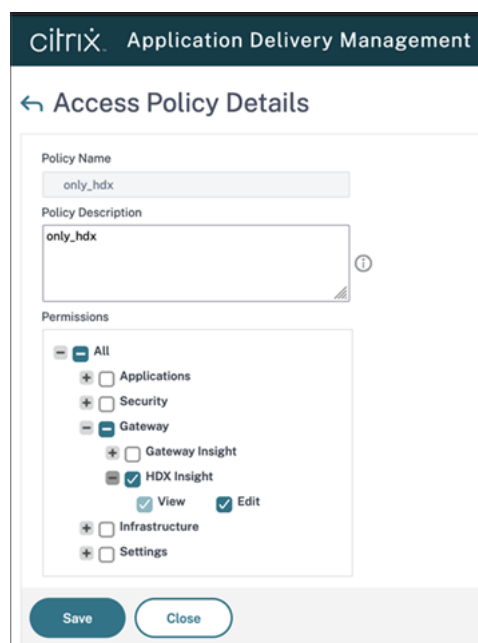 citrix. Application Delivery Management
Access Policy Details
Policy Name
only_hdx
Policy Description
only_hdx
Permissions
All
Applications
Security
Gateway
Gateway Insight
HDX Insight
View Edit
Infrastructure
Settings
Save Close